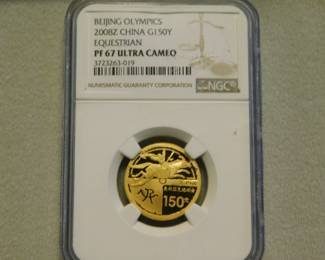 BEIJING OLYMPICS
2008Z CHINA G150Y
EQUESTRIAN
PF 67 ULTRA CAMEO
3723263-019
NUMISMATIC GUARANTY CORPORATION
NGC
150元